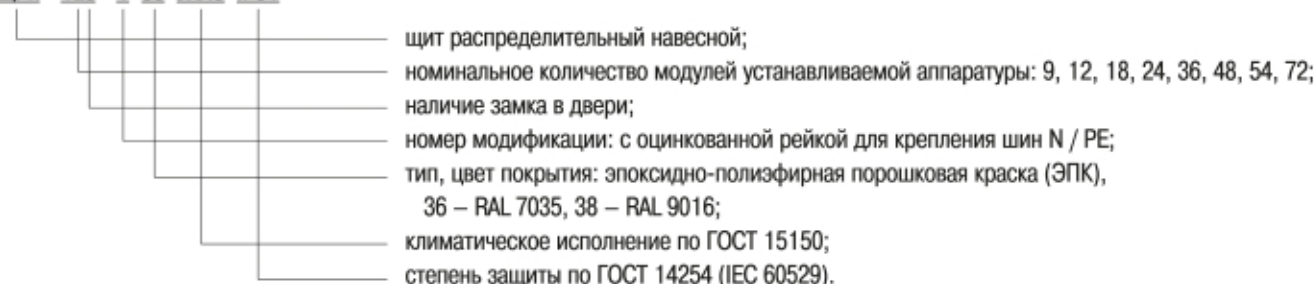 щит распределительный навесной;
номинальное количество модулей устанавливаемой аппаратуры: 9, 12, 18, 24, 36, 48, 54, 72;
наличие замка в двери;
номер модификации: с оцинкованной рейкой для крепления шин N / PE;
тип, цвет покрытия: эпоксидно-полиэфирная порошковая краска (ЭПК),
36 – RAL 7035, 38 – RAL 9016;
климатическое исполнение по ГОСТ 15150;
степень защиты по ГОСТ 14254 (IEC 60529).